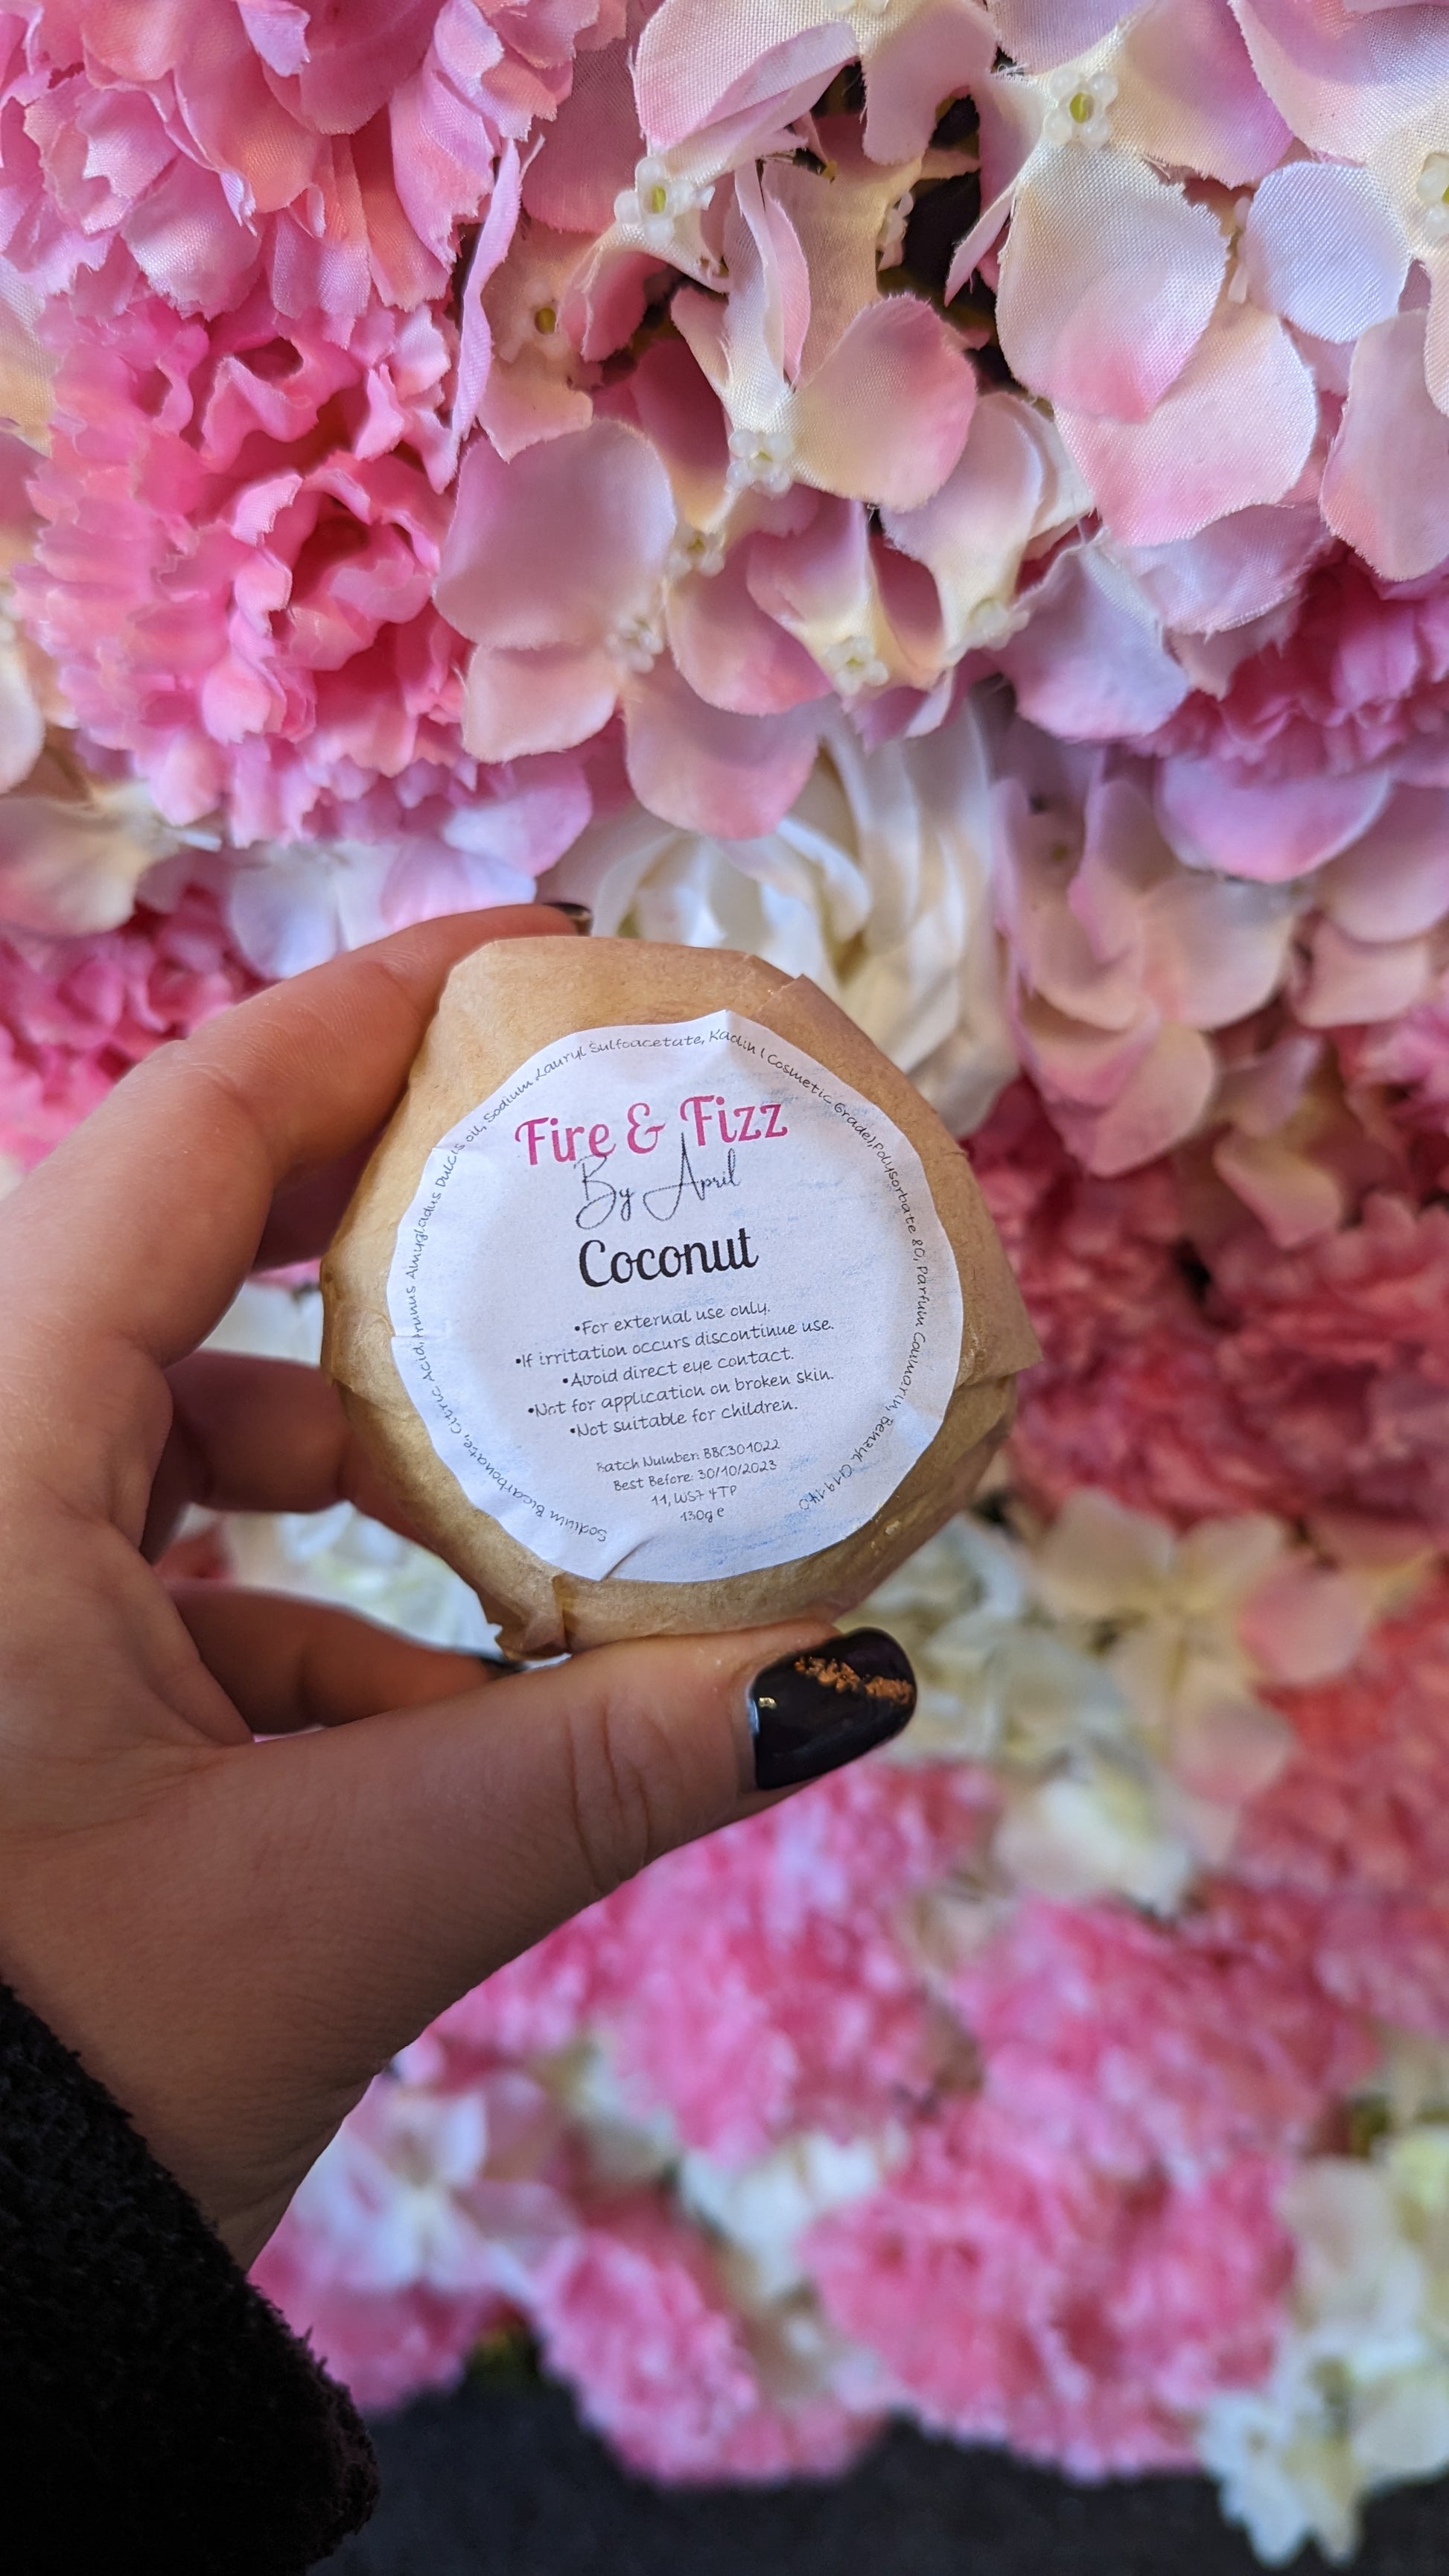 Fire & Fizz
By April
Coconut
•For external use only.
•If irritation occurs discontinue use.
•Avoid direct eye contact.
•Not for application on broken skin.
•Not suitable for children.
Batch Number: BBC301022
Best Before: 30/10/2023
11, WS7 4TP
130g e
Sodium Bicarbonate, Citric Acid, Prunus Amygladus Dulcis oil, Sodium Lauryl Sulfoacetate, Kaolin (Cosmetic Grade), Polysorbate 80, Parfum Coumarin, Benzyl